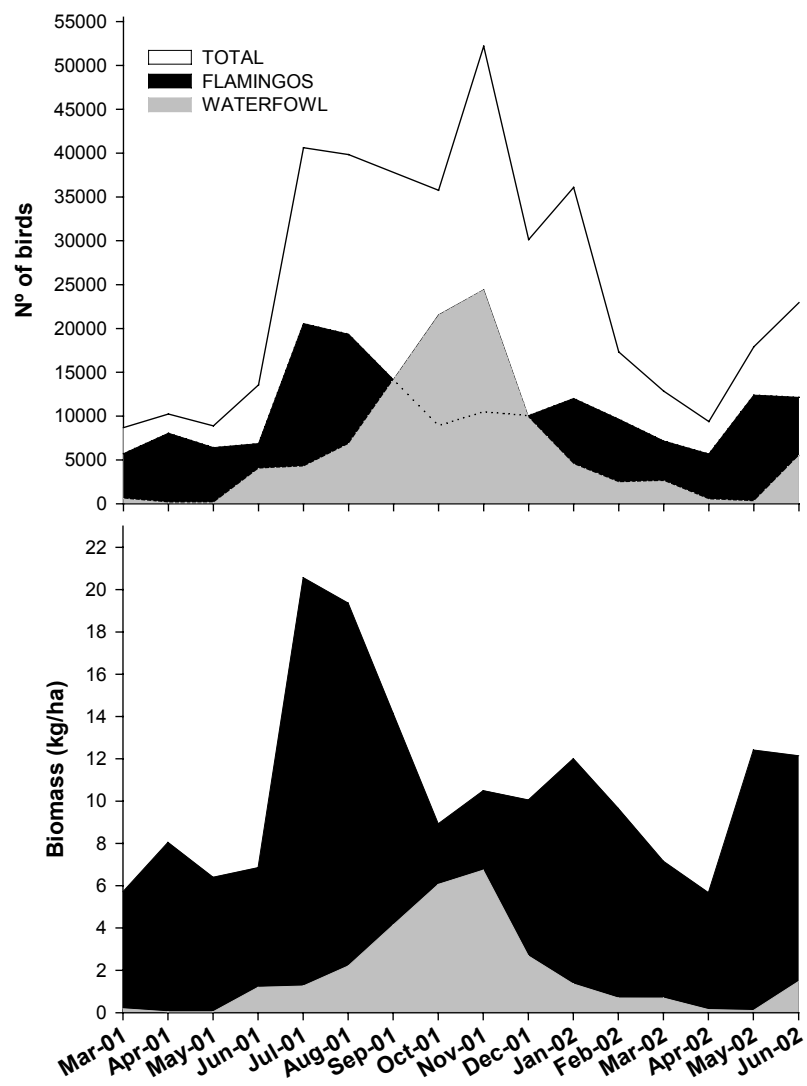 55000
50000
45000
40000
35000
30000
25000
20000
15000
10000
5000
0
Nº of birds
TOTAL
FLAMINGOS
WATERFOWL
22
20
18
16
14
12
10
8
6
4
2
0
Biomass (kg/ha)
Mar-01
Apr-01
May-01
Jun-01
Jul-01
Aug-01
Sep-01
Oct-01
Nov-01
Dec-01
Jan-02
Feb-02
Mar-02
Apr-02
May-02
Jun-02